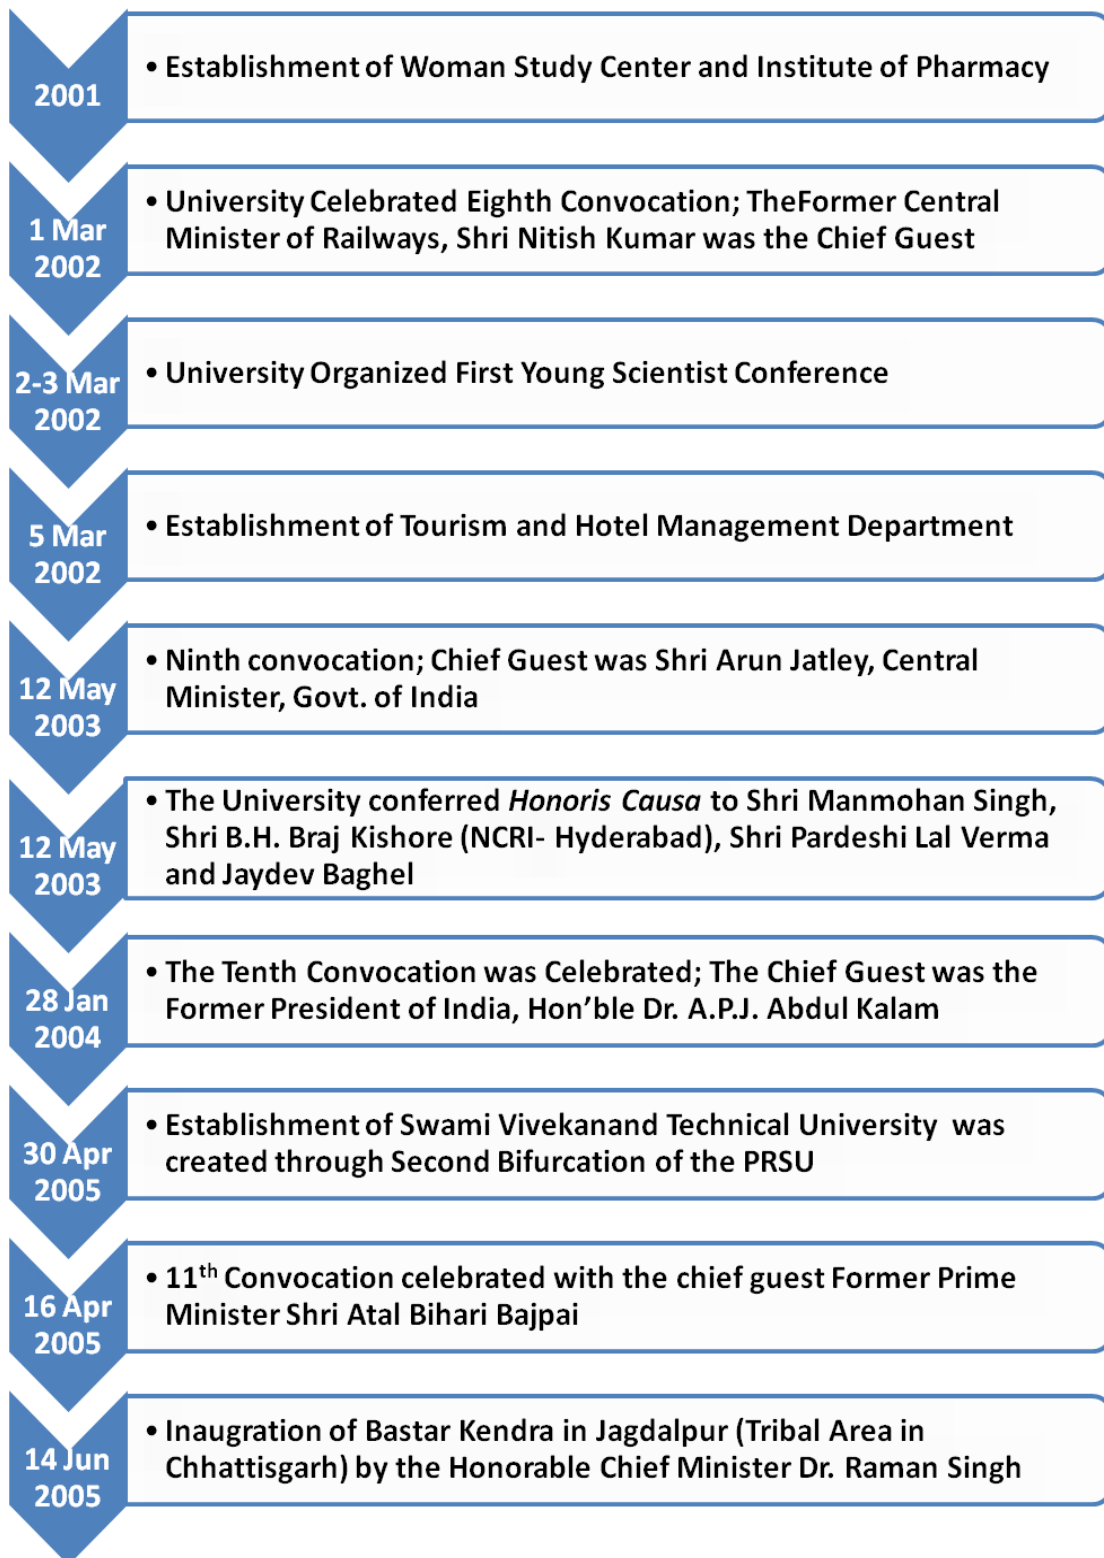 2001
• Establishment of Woman Study Center and Institute of Pharmacy
1 Mar
2002
• University Celebrated Eighth Convocation; TheFormer Central
Minister of Railways, Shri Nitish Kumar was the Chief Guest
2-3 Mar
2002
• University Organized First Young Scientist Conference
5 Mar
2002
• Establishment of Tourism and Hotel Management Department
12 May
2003
• Ninth convocation; Chief Guest was Shri Arun Jatley, Central
Minister, Govt. of India
12 May
2003
• The University conferred Honoris Causa to Shri Manmohan Singh,
Shri B.H. Braj Kishore (NCRI- Hyderabad), Shri Pardeshi Lal Verma
and Jaydev Baghel
28 Jan
2004
• The Tenth Convocation was Celebrated; The Chief Guest was the
Former President of India, Hon’ble Dr. A.P.J. Abdul Kalam
30 Apr
2005
• Establishment of Swami Vivekanand Technical University was
created through Second Bifurcation of the PRSU
16 Apr
2005
• 11th Convocation celebrated with the chief guest Former Prime
Minister Shri Atal Bihari Bajpai
14 Jun
2005
• Inaugration of Bastar Kendra in Jagdalpur (Tribal Area in
Chhattisgarh) by the Honorable Chief Minister Dr. Raman Singh